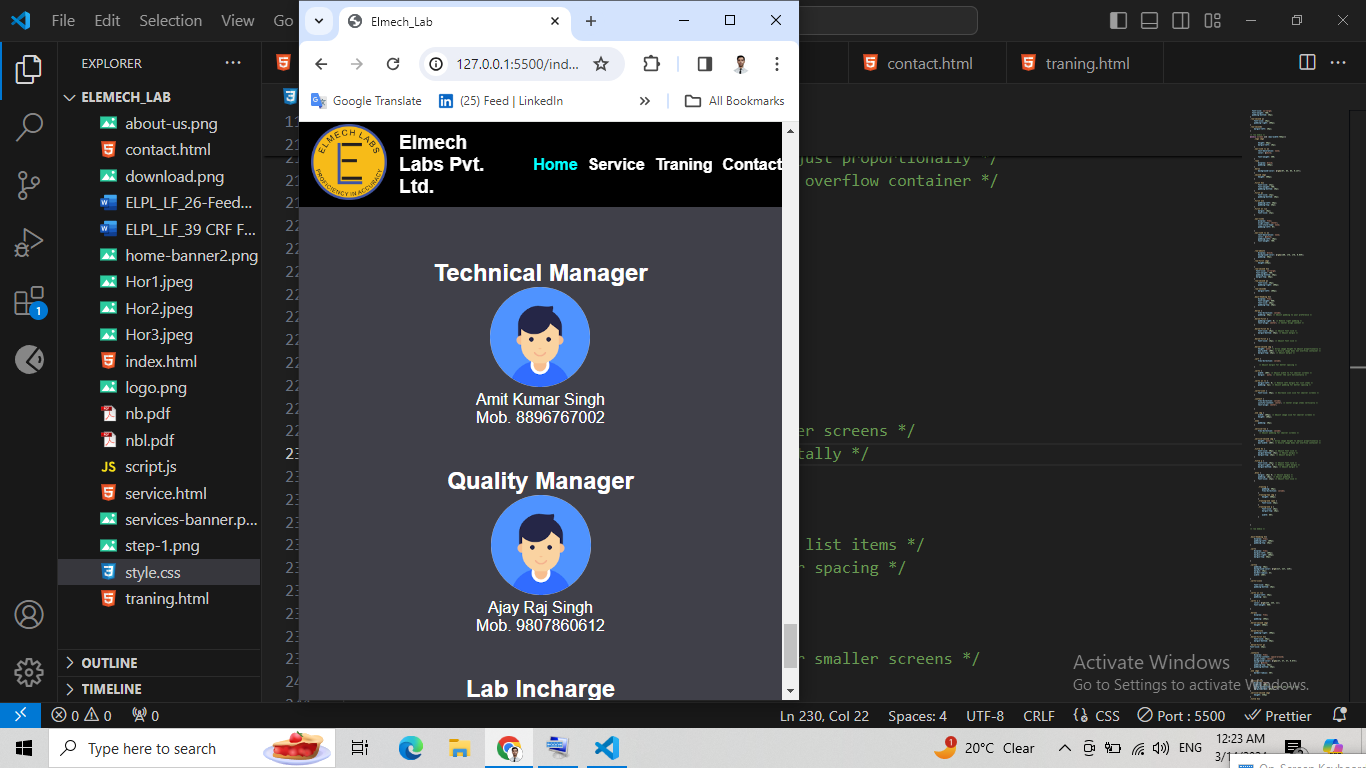 File Edit Selection View Go
Elmech_Lab
127.0.0.1:5500/ind...
Google Translate
(25) Feed | LinkedIn
All Bookmarks
EXPLORER
ELEMECH_LAB
about-us.png
contact.html
download.png
ELPL_LF_26-Feed...
ELPL_LF_39 CRF F...
home-banner2.png
Hor1.jpeg
Hor2.jpeg
Hor3.jpeg
index.html
logo.png
nb.pdf
nbl.pdf
script.js
service.html
services-banner.p...
step-1.png
style.css
traning.html
OUTLINE
TIMELINE
1
ELMECH LABS
E
PROFICIENCY IN ACCURACY
Elmech
Labs Pvt.
Ltd.
Home Service Traning Contact
Technical Manager
Amit Kumar Singh
Mob. 8896767002
Quality Manager
Ajay Raj Singh
Mob. 9807860612
Lab Incharge
contact.html
traning.html
just proportionally */
overflow container */
er screens */
tally */
list items */
r spacing */
r smaller screens */
Activate Windows
Go to Settings to activate Windows.
0 0 0
Ln 230, Col 22 Spaces: 4 UTF-8 CRLF CSS Port : 5500 Prettier
Type here to search
1
20°C Clear
ENG
12:23 AM